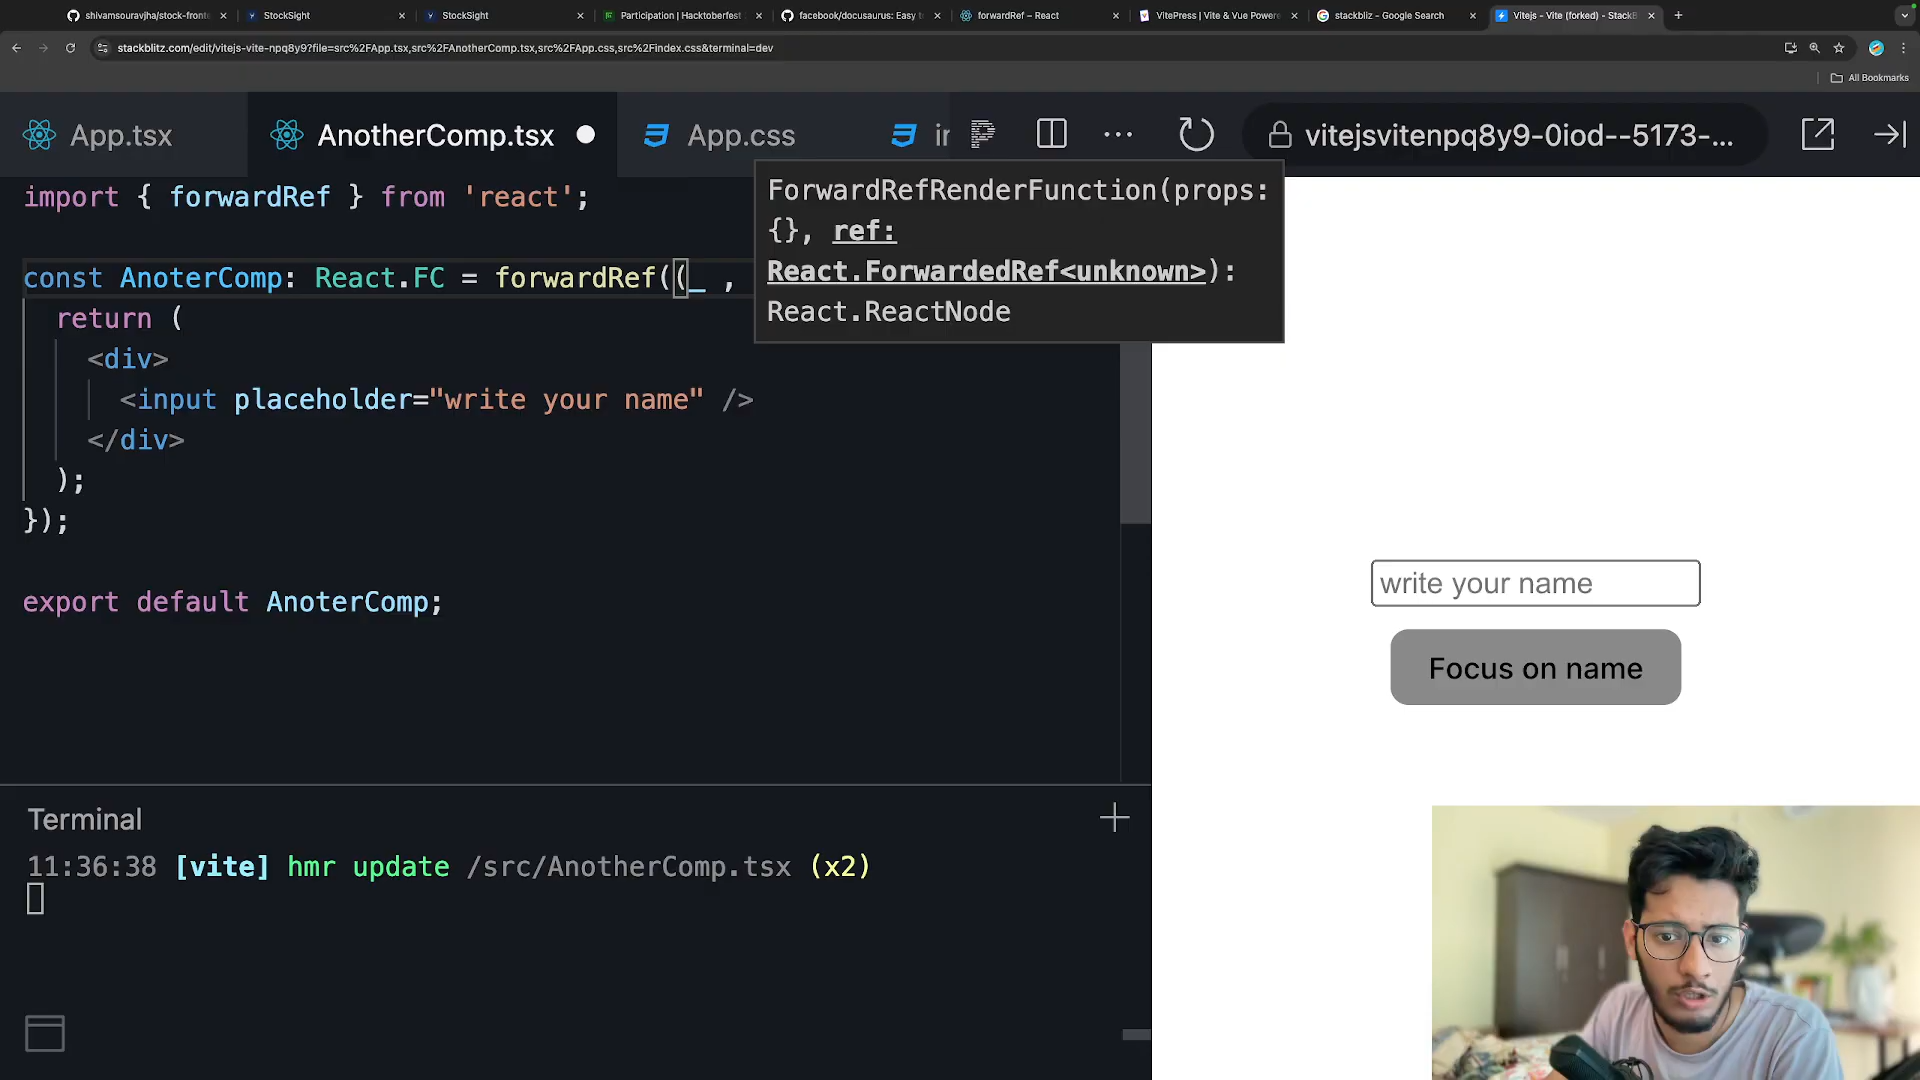 shivamsouravjha/stock-front
StockSight
StockSight
Participation | Hacktoberfest
facebook/docusaurus: Easy t
forwardRef – React
VitePress | Vite & Vue Power
stackbliz - Google Search
Vitejs - Vite (forked) - StackB
stackblitz.com/edit/vitejs-vite-npq8y9?file=src%2FApp.tsx,src%2FAnotherComp.tsx,src%2FApp.css,src%2Findex.css&terminal=dev
All Bookmarks
App.tsx
AnotherComp.tsx
App.css
in
vitejsvitenpq8y9-0iod--5173-...
import { forwardRef } from 'react';
const AnoterComp: React.FC = forwardRef((_ ,
return (
<div>
<input placeholder="write your name" />
</div>
);
});
export default AnoterComp;
ForwardRefRenderFunction(props:
{}, ref:
React.ForwardedRef<unknown>):
React.ReactNode
write your name
Focus on name
Terminal
11:36:38 [vite] hmr update /src/AnotherComp.tsx (x2)